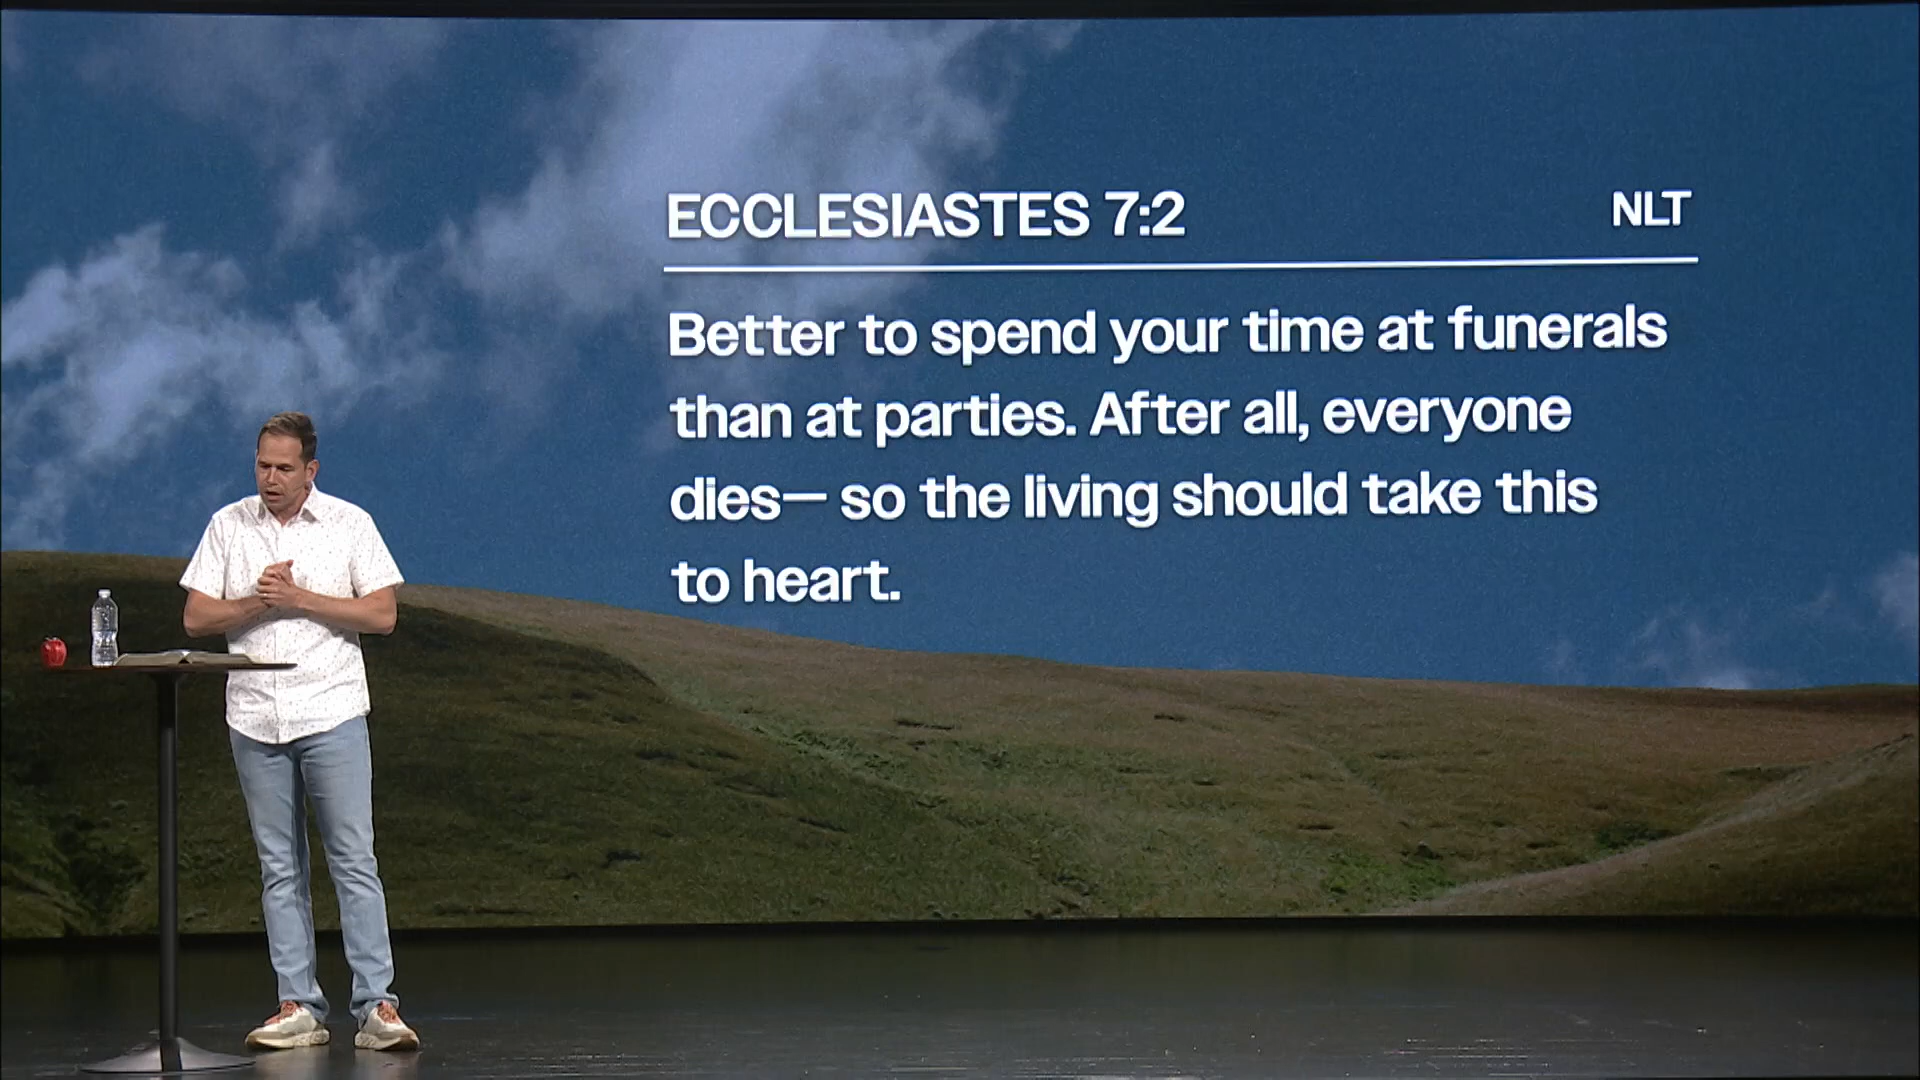 ECCLESIASTES 7:2
NLT
Better to spend your time at funerals
than at parties. After all, everyone
dies— so the living should take this
to heart.